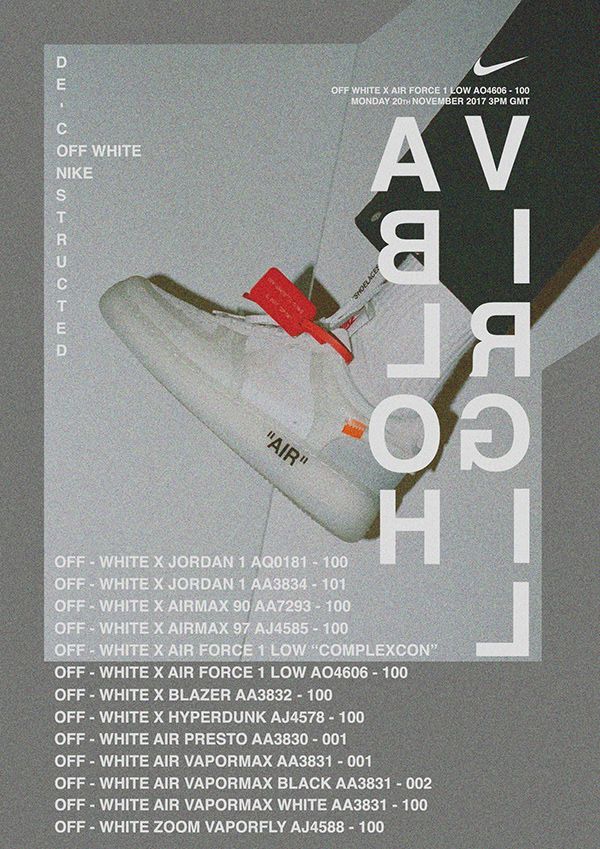 OFF WHITE X AIR FORCE 1 LOW AO4606 - 100
MONDAY 20TH NOVEMBER 2017 3PM GMT
DE'CONSTRUCTED
OFF WHITE
NIKE
VIRGIL
ABLOH
"SHOELACES"
"AIR"
OFF - WHITE X JORDAN 1 AQ0181 - 100
OFF - WHITE X JORDAN 1 AA3834 - 101
OFF - WHITE X AIRMAX 90 AA7293 - 100
OFF - WHITE X AIRMAX 97 AJ4585 - 100
OFF - WHITE X AIR FORCE 1 LOW “COMPLEXCON”
OFF - WHITE X AIR FORCE 1 LOW AO4606 - 100
OFF - WHITE X BLAZER AA3832 - 100
OFF - WHITE X HYPERDUNK AJ4578 - 100
OFF - WHITE AIR PRESTO AA3830 - 001
OFF - WHITE AIR VAPORMAX AA3831 - 001
OFF - WHITE AIR VAPORMAX BLACK AA3831 - 002
OFF - WHITE AIR VAPORMAX WHITE AA3831 - 100
OFF - WHITE ZOOM VAPORFLY AJ4588 - 100